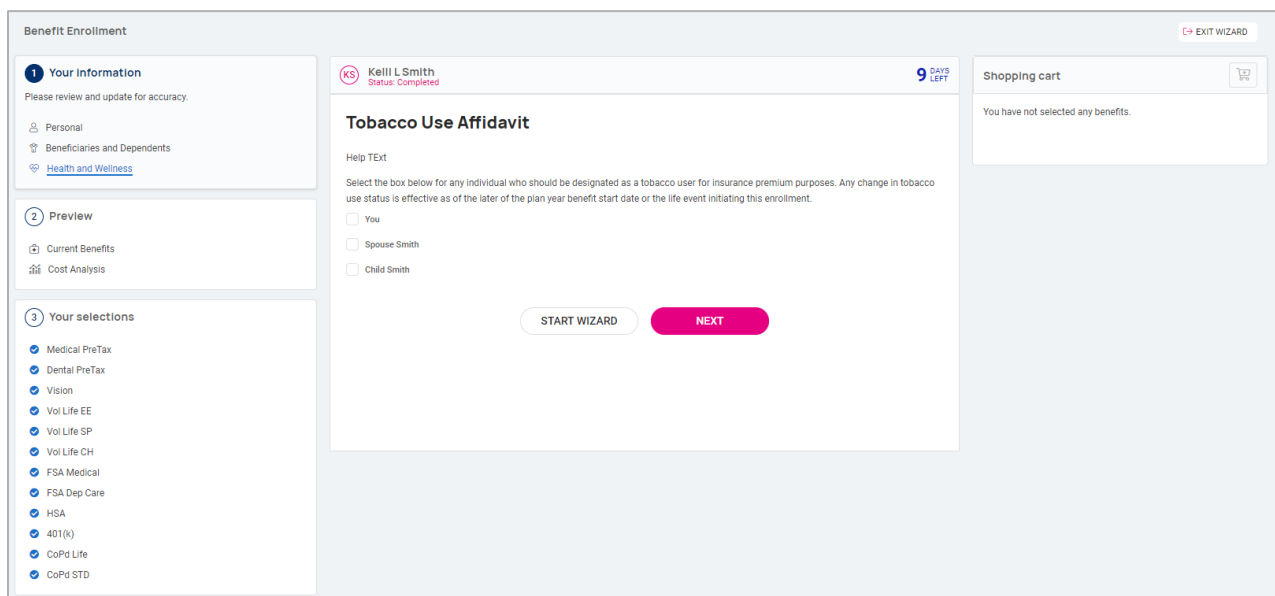 Benefit Enrollment
EXIT WIZARD
1 Your information
Please review and update for accuracy.
Personal
Beneficiaries and Dependents
Health and Wellness
2 Preview
Current Benefits
Cost Analysis
3 Your selections
Medical PreTax
Dental PreTax
Vision
Vol Life EE
Vol Life SP
Vol Life CH
FSA Medical
FSA Dep Care
HSA
401(k)
CoPd Life
CoPd STD
KS Kelli L Smith
Status: Completed
9 DAYS
LEFT
Tobacco Use Affidavit
Help TExt
Select the box below for any individual who should be designated as a tobacco user for insurance premium purposes. Any change in tobacco
use status is effective as of the later of the plan year benefit start date or the life event initiating this enrollment.
You
Spouse Smith
Child Smith
START WIZARD
NEXT
Shopping cart
You have not selected any benefits.